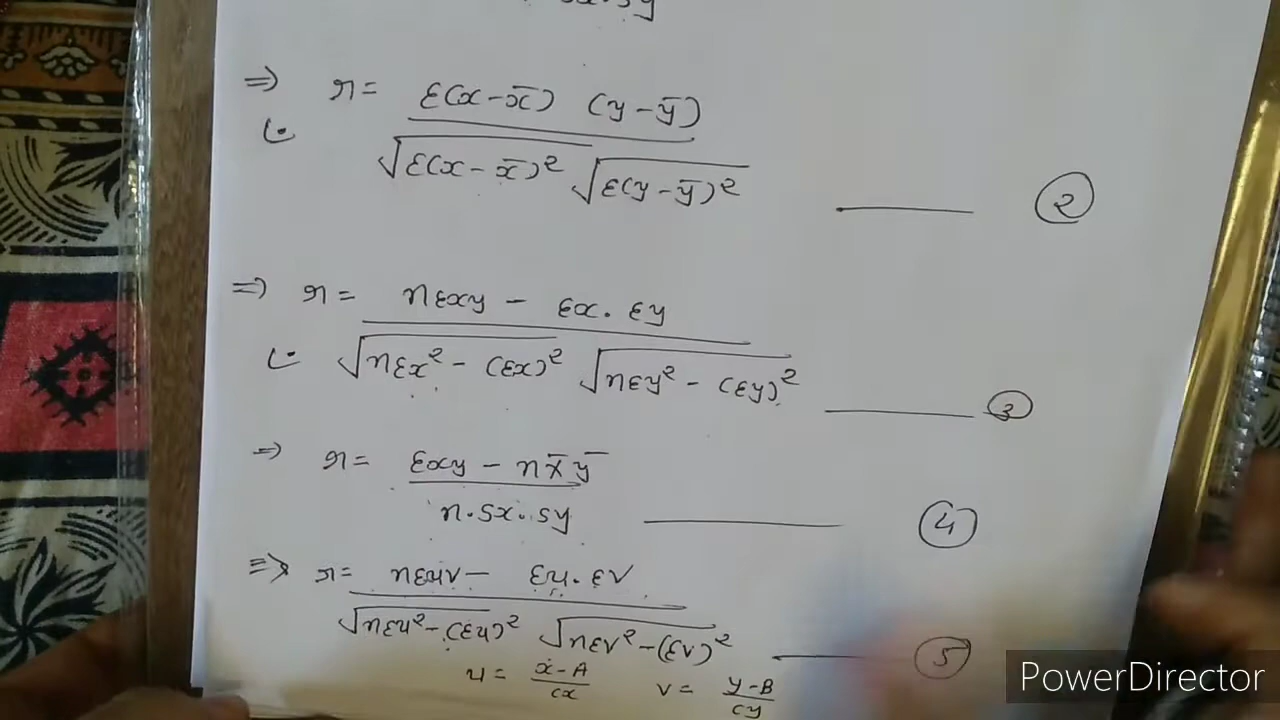 ⇒ r = Σ(x - x̄) (y - ȳ)
√Σ(x - x̄)² √Σ(y - ȳ)² ②
⇒ r = nΣxy - Σx. Σy
√nΣx² - (Σx)² √nΣy² - (Σy)² ③
⇒ r = Σxy - n x̄ ȳ
n.Sx.Sy ④
⇒ r = nΣuv - Σu.Σv
√nΣu² - (Σu)² √nΣv² - (Σv)² ⑤
u = x-A / cx v = y-B / cy
PowerDirector